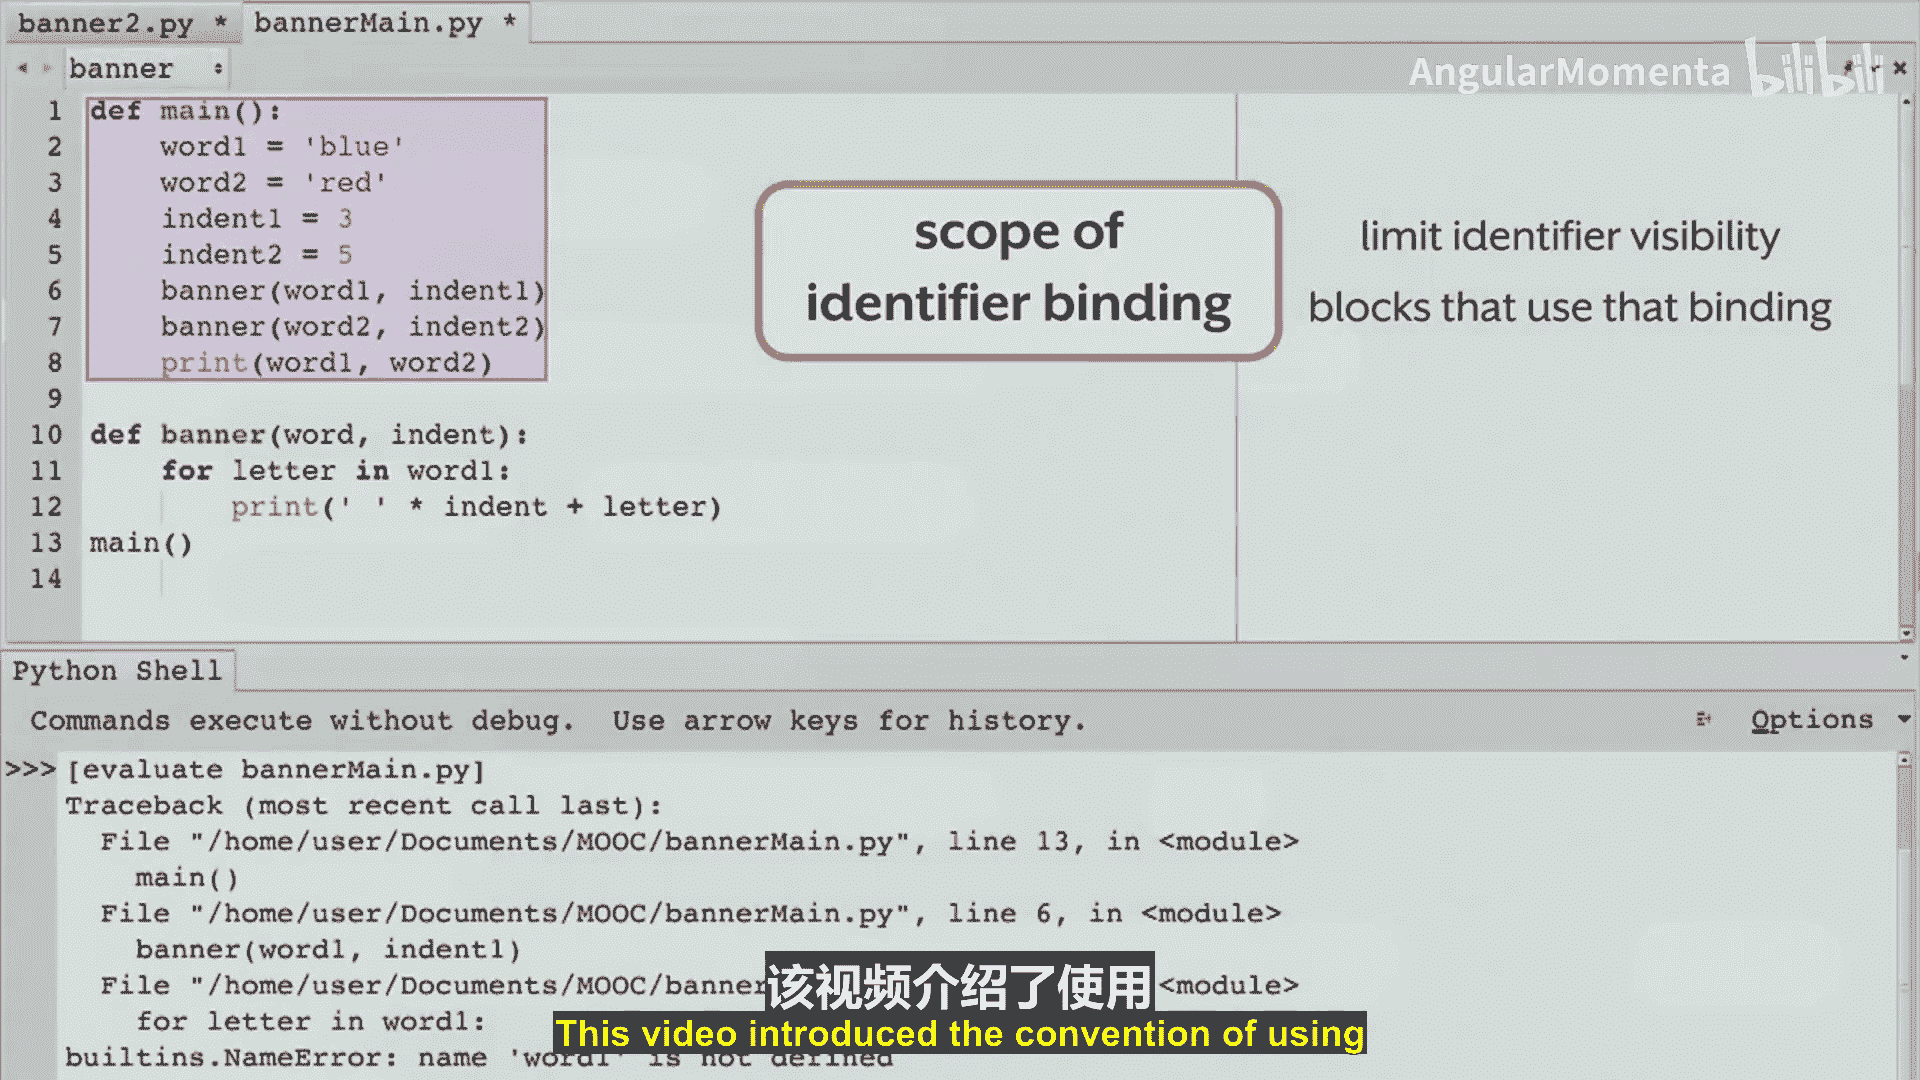 banner2.py * bannerMain.py *
banner
AngularMomenta bilibili
1 def main():
2 word1 = 'blue'
3 word2 = 'red'
4 indent1 = 3
5 indent2 = 5
6 banner(word1, indent1)
7 banner(word2, indent2)
8 print(word1, word2)
9
10 def banner(word, indent):
11 for letter in word1:
12 print(' ' * indent + letter)
13 main()
14
scope of
identifier binding
limit identifier visibility
blocks that use that binding
Python Shell
Commands execute without debug. Use arrow keys for history.
Options
>>> [evaluate bannerMain.py]
Traceback (most recent call last):
File "/home/user/Documents/MOOC/bannerMain.py", line 13, in <module>
main()
File "/home/user/Documents/MOOC/bannerMain.py", line 6, in <module>
banner(word1, indent1)
File "/home/user/Documents/MOOC/banne <module>
for letter in word1:
builtins.NameError: name 'word1' is not defined
该视频介绍了使用
This video introduced the convention of using